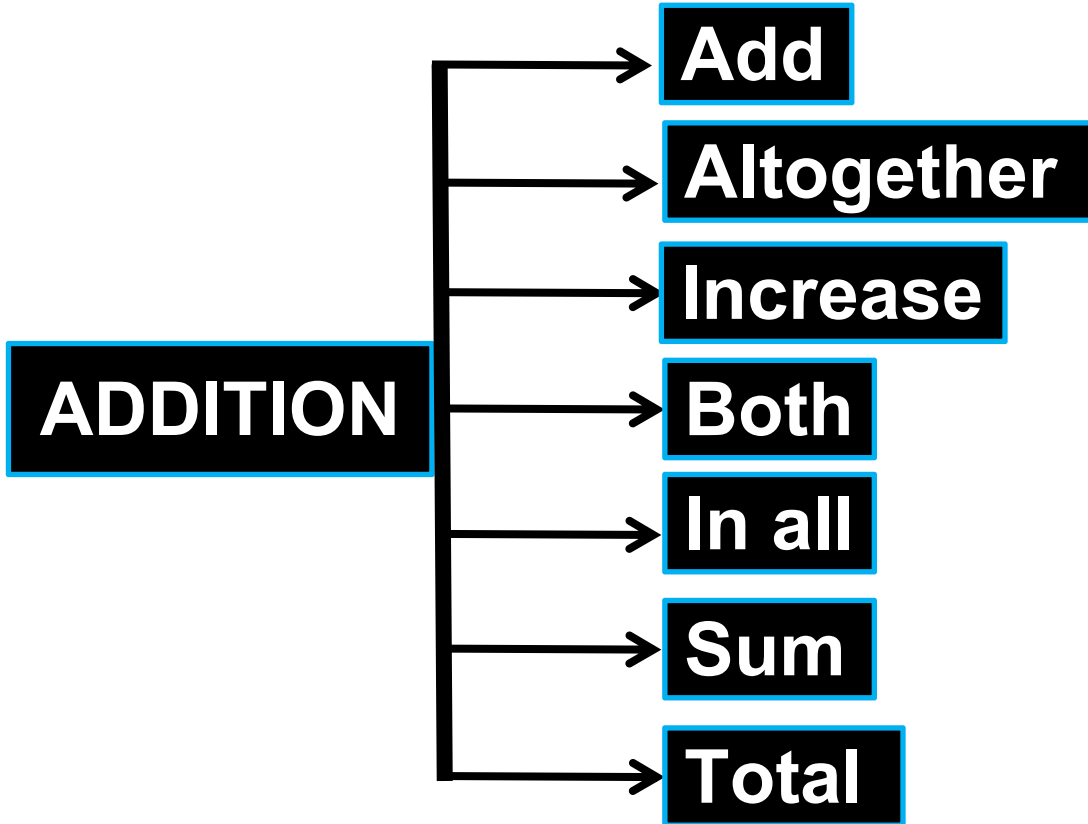 Add
Altogether
Increase
ADDITION
Both
In all
Sum
Total